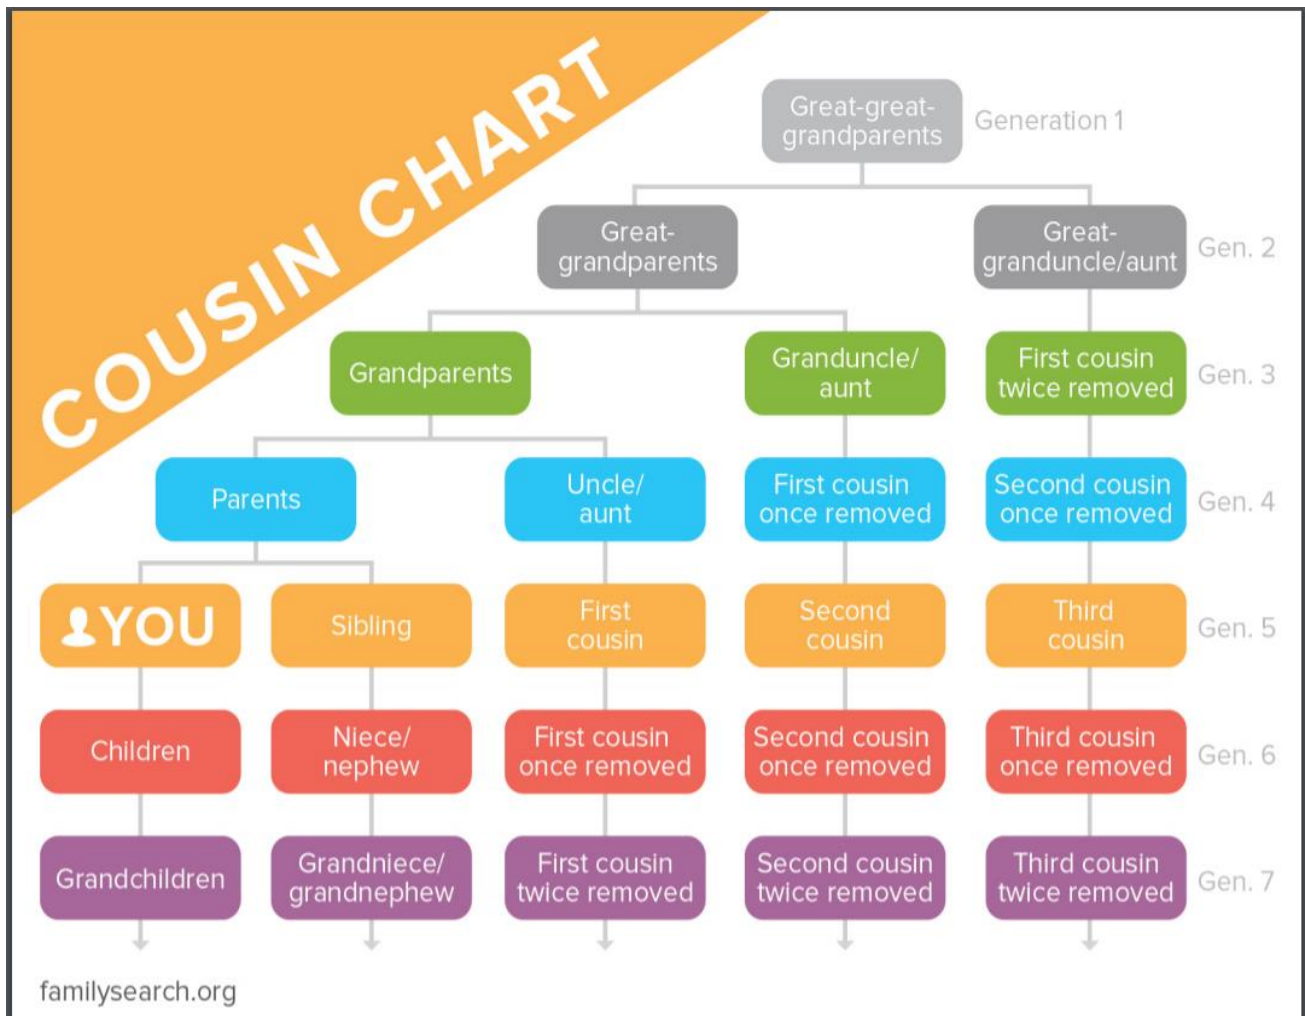 COUSIN CHART
Great-great-
grandparents
Generation 1
Great-
grandparents
Great-
granduncle/aunt
Gen. 2
Grandparents
Granduncle/
aunt
First cousin
twice removed
Gen. 3
Parents
Uncle/
aunt
First cousin
once removed
Second cousin
once removed
Gen. 4
YOU
Sibling
First
cousin
Second
cousin
Third
cousin
Gen. 5
Children
Niece/
nephew
First cousin
once removed
Second cousin
once removed
Third cousin
once removed
Gen. 6
Grandchildren
Grandniece/
grandnephew
First cousin
twice removed
Second cousin
twice removed
Third cousin
twice removed
Gen. 7
familysearch.org